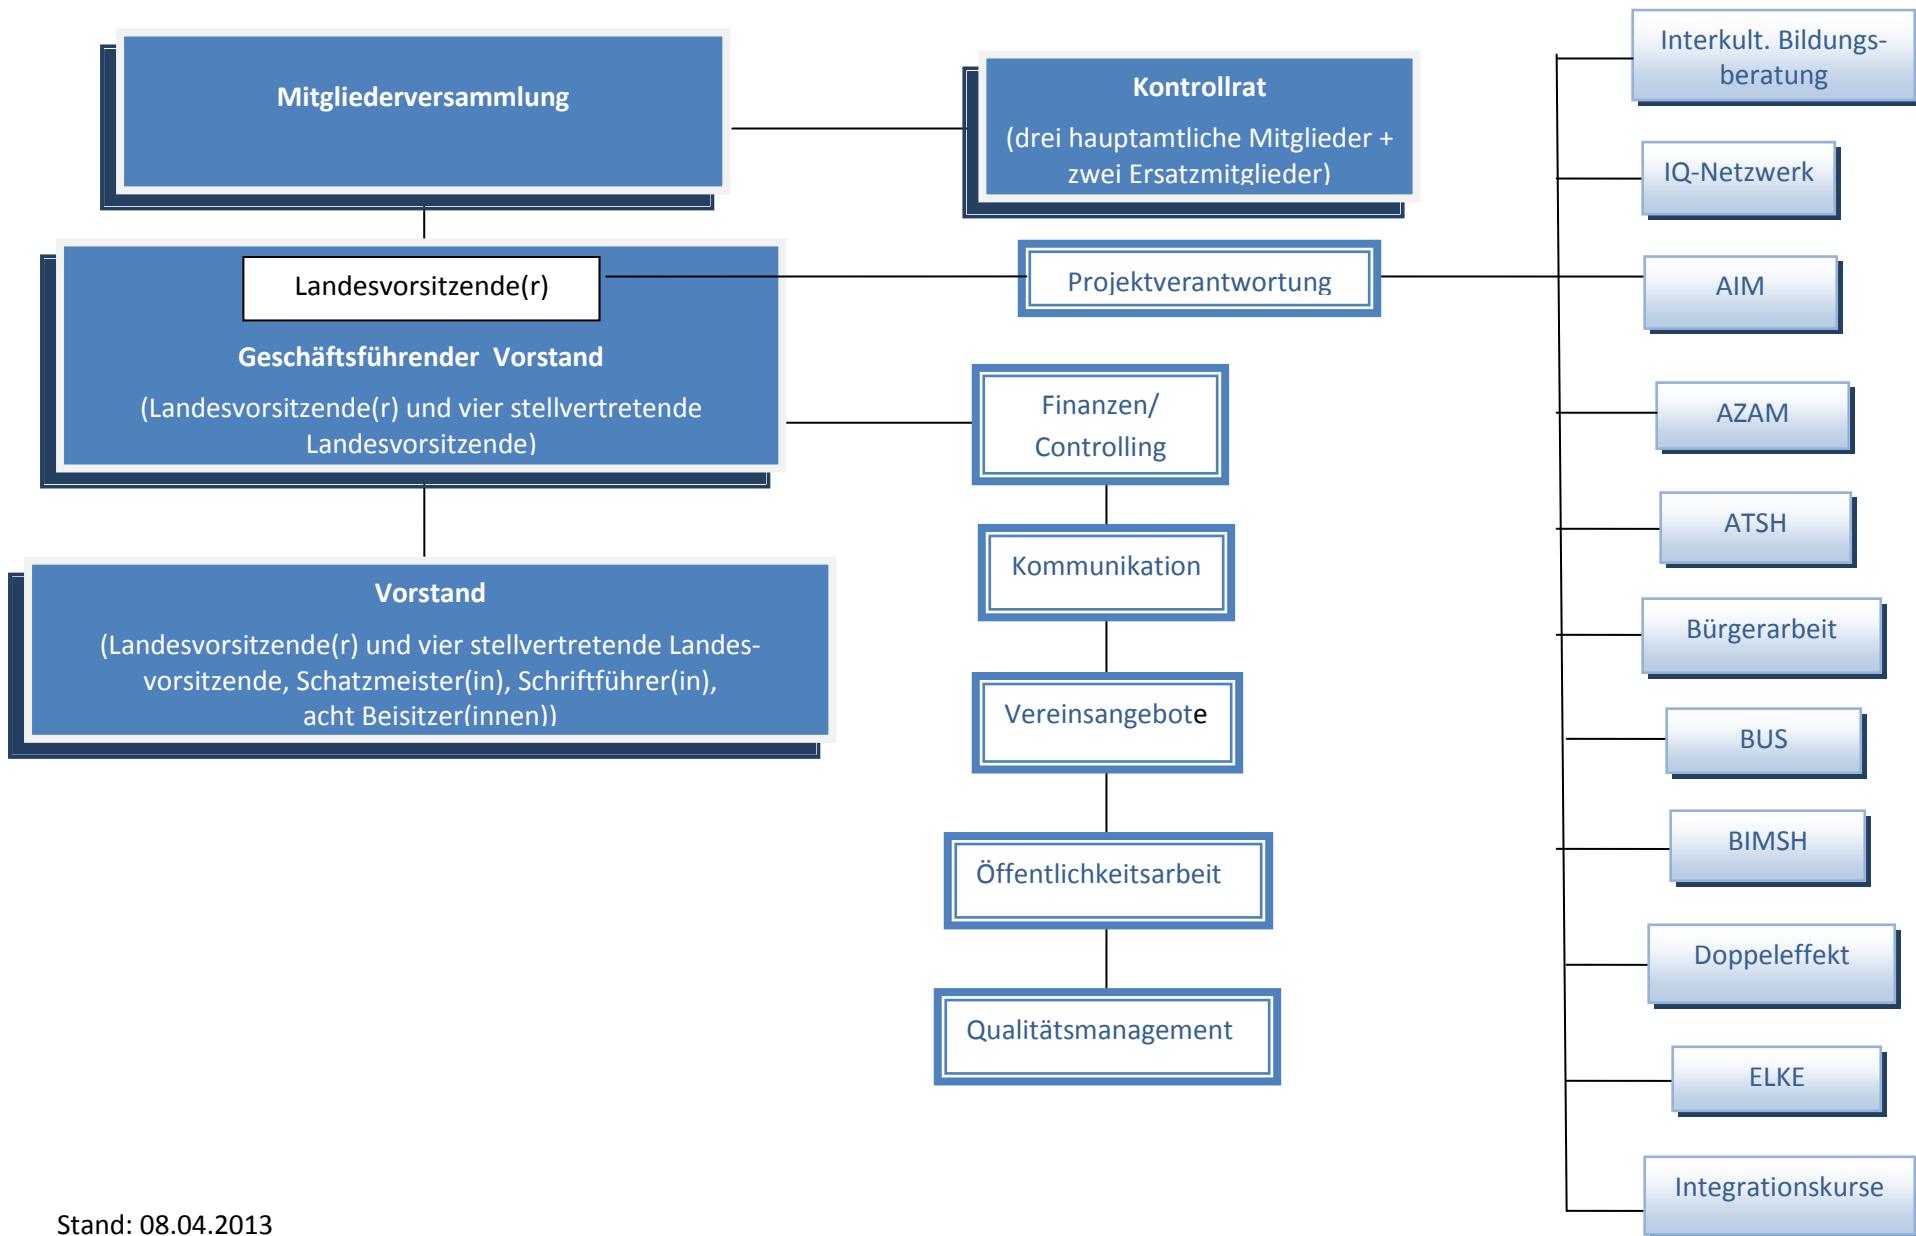 Mitgliederversammlung
Kontrollrat
(drei hauptamtliche Mitglieder +
zwei Ersatzmitglieder)
Landesvorsitzende(r)
Geschäftsführender Vorstand
(Landesvorsitzende(r) und vier stellvertretende
Landesvorsitzende)
Vorstand
(Landesvorsitzende(r) und vier stellvertretende Landes-
vorsitzende, Schatzmeister(in), Schriftführer(in),
acht Beisitzer(innen))
Projektverantwortung
Finanzen/
Controlling
Kommunikation
Vereinsangebote
Öffentlichkeitsarbeit
Qualitätsmanagement
Interkult. Bildungs-
beratung
IQ-Netzwerk
AIM
AZAM
ATSH
Bürgerarbeit
BUS
BIMSH
Doppeleffekt
ELKE
Integrationskurse
Stand: 08.04.2013